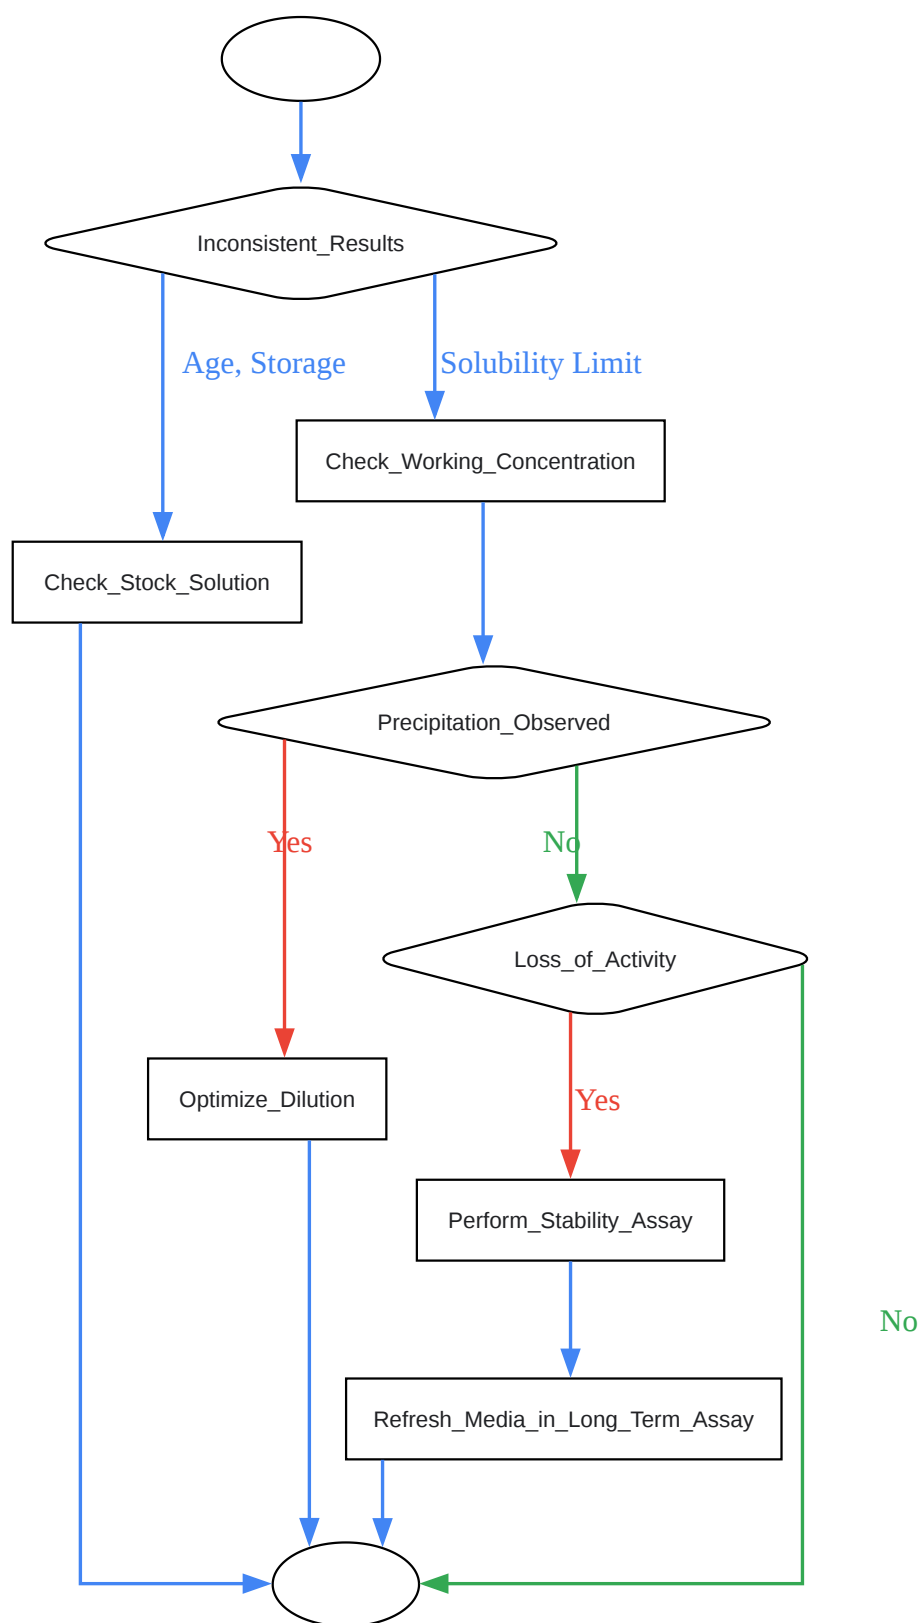 Inconsistent_Results
Age, Storage
Solubility Limit
Check_Working_Concentration
Check_Stock_Solution
Precipitation_Observed
Yes
No
Loss_of_Activity
Optimize_Dilution
Yes
Perform_Stability_Assay
No
Refresh_Media_in_Long_Term_Assay